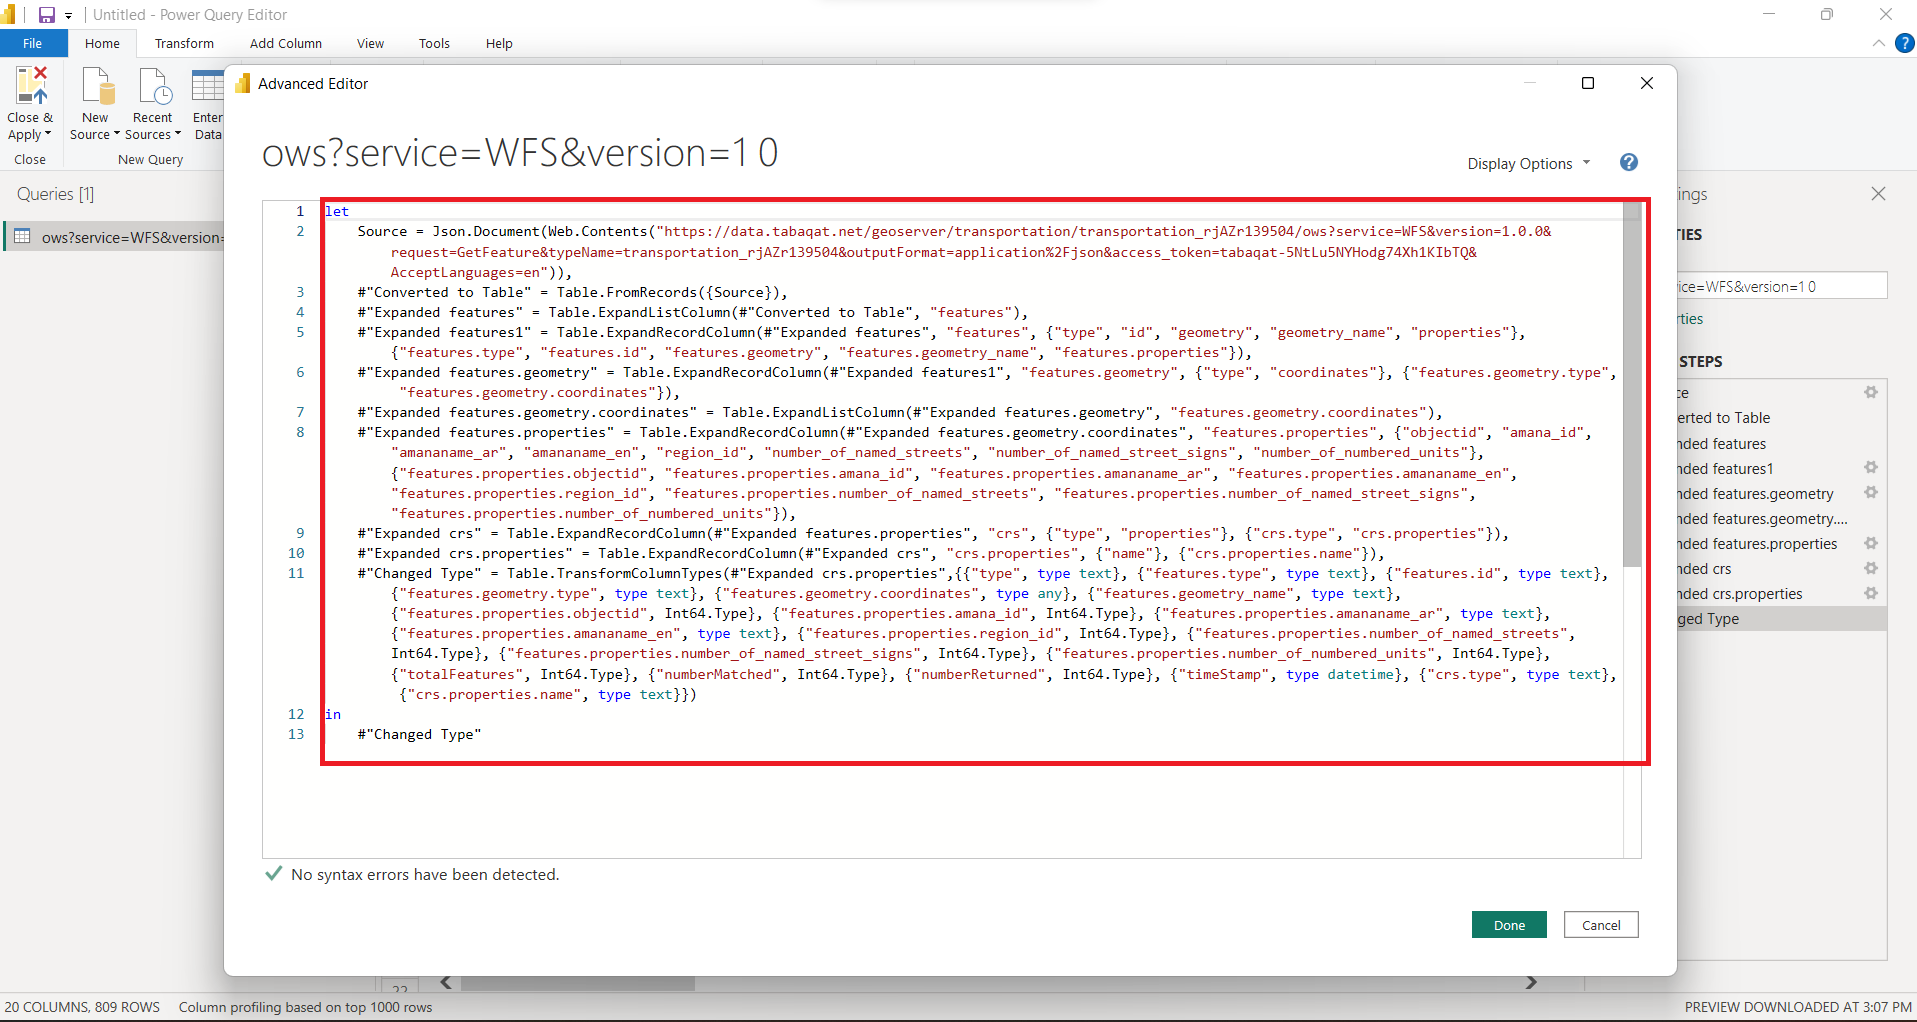 Untitled - Power Query Editor
File
Home
Transform
Add Column
View
Tools
Help
Close &
Apply
New
Source
Recent
Sources
Enter
Data
Close
New Query
Advanced Editor
ows?service=WFS&version=1 0
Display Options
Queries [1]
ows?service=WFS&version=
1 let
2 Source = Json.Document(Web.Contents("https://data.tabaqat.net/geoserver/transportation/transportation_rjAZr139504/ows?service=WFS&version=1.0.0&
request=GetFeature&typeName=transportation_rjAZr139504&outputFormat=application%2Fjson&access_token=tabaqat-5NtLu5NYHodg74Xh1KIbTQ&
AcceptLanguages=en")),
3 #"Converted to Table" = Table.FromRecords({Source}),
4 #"Expanded features" = Table.ExpandListColumn(#"Converted to Table", "features"),
5 #"Expanded features1" = Table.ExpandRecordColumn(#"Expanded features", "features", {"type", "id", "geometry", "geometry_name", "properties"},
{"features.type", "features.id", "features.geometry", "features.geometry_name", "features.properties"}),
6 #"Expanded features.geometry" = Table.ExpandRecordColumn(#"Expanded features1", "features.geometry", {"type", "coordinates"}, {"features.geometry.type",
"features.geometry.coordinates"}),
7 #"Expanded features.geometry.coordinates" = Table.ExpandListColumn(#"Expanded features.geometry", "features.geometry.coordinates"),
8 #"Expanded features.properties" = Table.ExpandRecordColumn(#"Expanded features.geometry.coordinates", "features.properties", {"objectid", "amana_id",
"amananame_ar", "amananame_en", "region_id", "number_of_named_streets", "number_of_named_street_signs", "number_of_numbered_units"},
{"features.properties.objectid", "features.properties.amana_id", "features.properties.amananame_ar", "features.properties.amananame_en",
"features.properties.region_id", "features.properties.number_of_named_streets", "features.properties.number_of_named_street_signs",
"features.properties.number_of_numbered_units"}),
9 #"Expanded crs" = Table.ExpandRecordColumn(#"Expanded features.properties", "crs", {"type", "properties"}, {"crs.type", "crs.properties"}),
10 #"Expanded crs.properties" = Table.ExpandRecordColumn(#"Expanded crs", "crs.properties", {"name"}, {"crs.properties.name"}),
11 #"Changed Type" = Table.TransformColumnTypes(#"Expanded crs.properties",{{"type", type text}, {"features.type", type text}, {"features.id", type text},
{"features.geometry.type", type text}, {"features.geometry.coordinates", type any}, {"features.geometry_name", type text},
{"features.properties.objectid", Int64.Type}, {"features.properties.amana_id", Int64.Type}, {"features.properties.amananame_ar", type text},
{"features.properties.amananame_en", type text}, {"features.properties.region_id", Int64.Type}, {"features.properties.number_of_named_streets",
Int64.Type}, {"features.properties.number_of_named_street_signs", Int64.Type}, {"features.properties.number_of_numbered_units", Int64.Type},
{"totalFeatures", Int64.Type}, {"numberMatched", Int64.Type}, {"numberReturned", Int64.Type}, {"timeStamp", type datetime}, {"crs.type", type text},
{"crs.properties.name", type text}})
12 in
13 #"Changed Type"
No syntax errors have been detected.
Done
Cancel
ings
TIES
ice=WFS&version=1 0
rties
STEPS
ce
erted to Table
nded features
nded features1
nded features.geometry
nded features.geometry....
nded features.properties
nded crs
nded crs.properties
ged Type
22
20 COLUMNS, 809 ROWS
Column profiling based on top 1000 rows
PREVIEW DOWNLOADED AT 3:07 PM